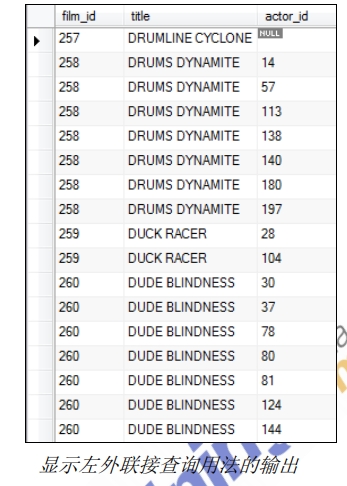 film_id title actor_id
257 DRUMLINE CYCLONE NULL
258 DRUMS DYNAMITE 14
258 DRUMS DYNAMITE 57
258 DRUMS DYNAMITE 113
258 DRUMS DYNAMITE 138
258 DRUMS DYNAMITE 140
258 DRUMS DYNAMITE 180
258 DRUMS DYNAMITE 197
259 DUCK RACER 28
259 DUCK RACER 104
260 DUDE BLINDNESS 30
260 DUDE BLINDNESS 37
260 DUDE BLINDNESS 78
260 DUDE BLINDNESS 80
260 DUDE BLINDNESS 81
260 DUDE BLINDNESS 124
260 DUDE BLINDNESS 144
显示左外联接查询用法的输出